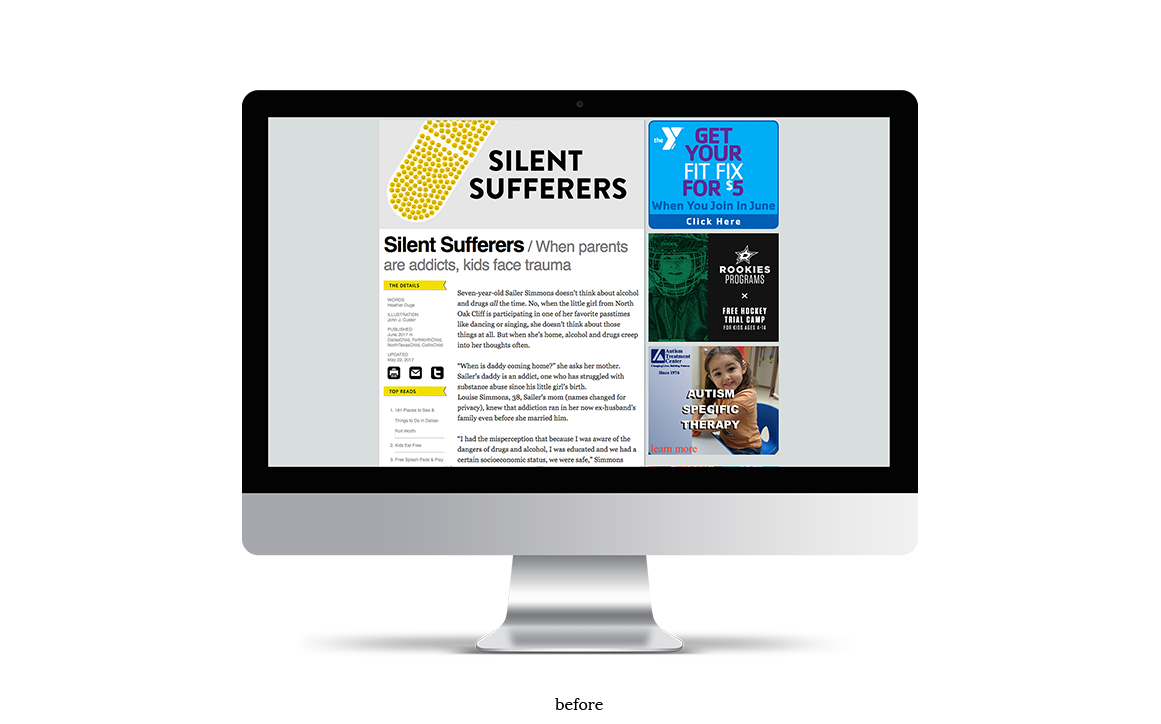 SILENT
SUFFERERS
Silent Sufferers / When parents
are addicts, kids face trauma
THE DETAILS
WORDS
Heather Duge
ILLUSTRATION
John J. Custer
PUBLISHED
June 2017 in
DallasChild, FortWorthChild,
NorthTexasChild, CollinChild
UPDATED
May 22, 2017
TOP READS
1. 191 Places to See &
Things to Do in Dallas-
Fort Worth
2. Kids Eat Free
3. Free Splash Pads & Play
Seven-year-old Sailer Simmons doesn't think about alcohol
and drugs all the time. No, when the little girl from North
Oak Cliff is participating in one of her favorite passtimes
like dancing or singing, she doesn't think about those
things at all. But when she's home, alcohol and drugs creep
into her thoughts often.
“When is daddy coming home?” she asks her mother.
Sailer's daddy is an addict, one who has struggled with
substance abuse since his little girl's birth.
Louise Simmons, 38, Sailer's mom (names changed for
privacy), knew that addiction ran in her now ex-husband's
family even before she married him.
“I had the misperception that because I was aware of the
dangers of drugs and alcohol, I was educated and we had a
certain socioeconomic status, we were safe,” Simmons
the Y
GET
YOUR
FIT FIX
FOR $5
When You Join In June
Click Here
ROOKIES
PROGRAMS
×
FREE HOCKEY
TRIAL CAMP
FOR KIDS AGES 4-14
Autism
Treatment
Center
Changing Lives, Building Futures.
Since 1976
AUTISM
SPECIFIC
THERAPY
learn more
before